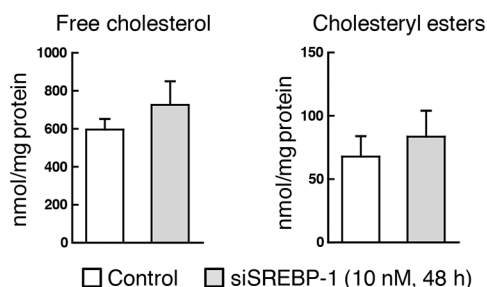 Free cholesterol
nmol/mg protein
1000
800
600
400
200
0
Cholesteryl esters
nmol/mg protein
150
100
50
0
Control
siSREBP-1 (10 nM, 48 h)